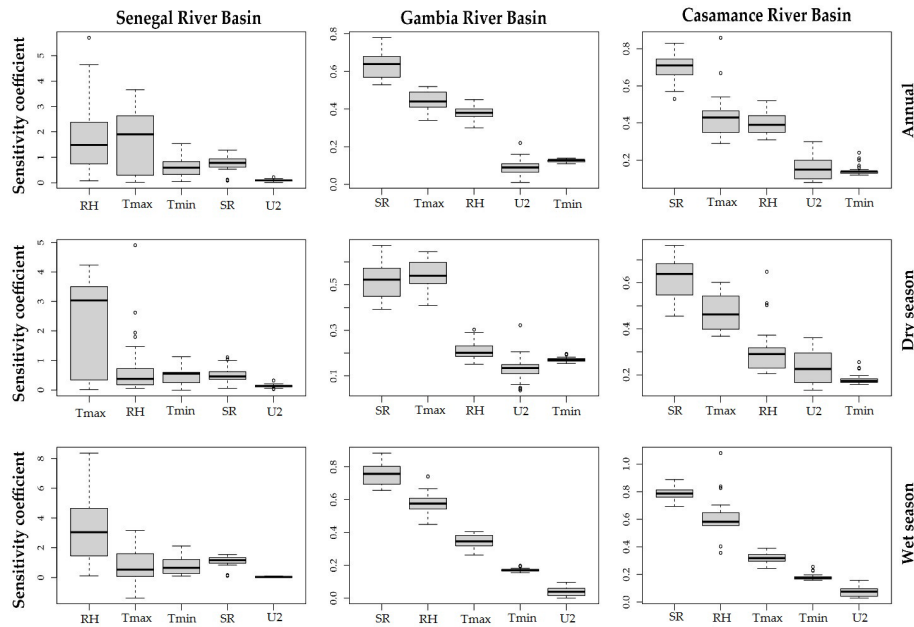 Senegal River Basin
Gambia River Basin
Casamance River Basin
Sensitivity coefficient
0 1 2 3 4 5
RH Tmax Tmin SR U2
0.0 0.2 0.4 0.6 0.8
SR Tmax RH U2 Tmin
0.2 0.4 0.6 0.8
SR Tmax RH U2 Tmin
Annual
Sensitivity coefficient
0 1 2 3 4 5
Tmax RH Tmin SR U2
0.1 0.3 0.5
SR Tmax RH U2 Tmin
0.2 0.4 0.6
SR Tmax RH U2 Tmin
Drv season
Sensitivity coefficient
0 2 4 6 8
RH Tmax Tmin SR U2
0.0 0.2 0.4 0.6 0.8
SR RH Tmax Tmin U2
0.0 0.2 0.4 0.6 0.8 1.0
SR RH Tmax Tmin U2
Wet season